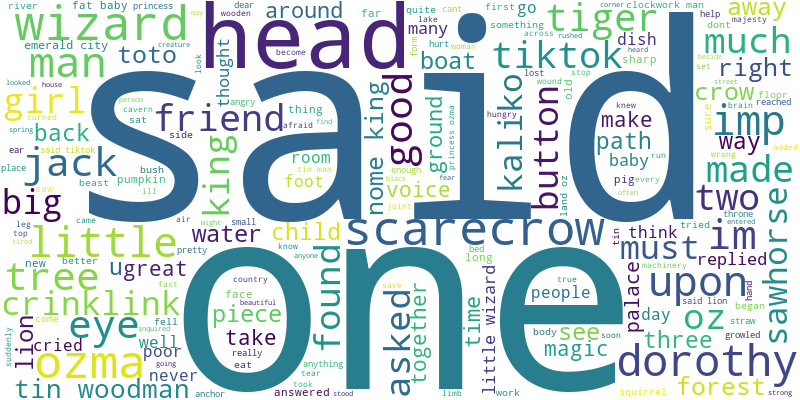 river
fat baby
princess
dear
wooden
may
far
quite
cant
lake
first
go
clockwork man
corner
wizard
head
around
many
something
tiger
away
emerald city
creature
become
form
hurt
woman
across
rushed
help
majesty
man
toto
look
thought
boat
tiktok
dish
dont
much
looked
house
angry
lost
stop
heard
sharp
beside
set
right
girl
turned
person
cavern
sat
friend
thing
afraid
find
good
ground
princess ozma
hungry
wound
old
knew
make
crow
floor
brain
street
reached
imp
spring
said tiktok
back
side
said
kaliko
button
path
sure
ear
jack
bush
room
tin man
enough
black
nome king
fear
baby
run
wrong
added
way
place
beast
pumpkin
ill
king
foot
voice
joint
land oz
pig
every
often
made
big
saw
leg
top
tired
came
air
might
small
water
child
scarecrow
tin
think
tried
throne
entered
two
im
little
new
better
pretty
know
anyone
bed
long
must
replied
tree
u
great
fast
country
beautiful
found
one
asked
together
time
little wizard
true
people
machinery
palace
hand
said lion
upon
began
sawhorse
crinklink
come
fell
inquired
face
piece
save
body
soon
see
day
straw
oz
suddenly
lion
cried
eye
well
take
really
eat
magic
three
growled
ozma
poor
going
never
anything
tear
took
dorothy
tin woodman
anchor
answered
stood
limb
work
squirrel
forest
strong